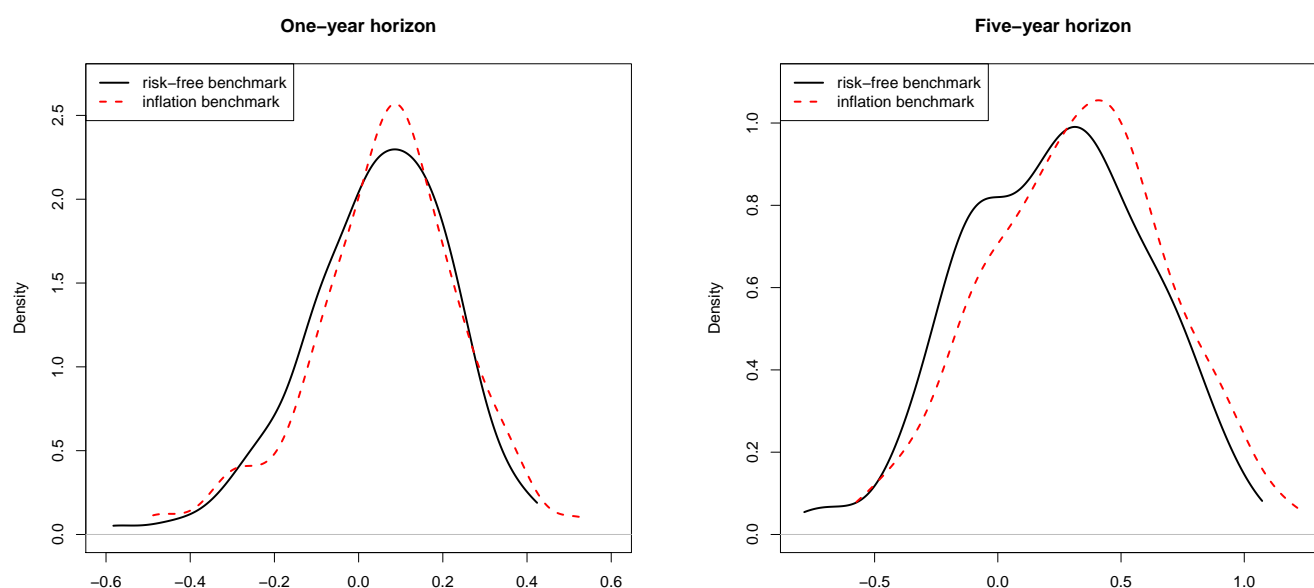 One−year horizon
risk−free benchmark
inflation benchmark
Density
0.0
0.5
1.0
1.5
2.0
2.5
−0.6
−0.4
−0.2
0.0
0.2
0.4
0.6
Five−year horizon
risk−free benchmark
inflation benchmark
Density
0.0
0.2
0.4
0.6
0.8
1.0
−0.5
0.0
0.5
1.0